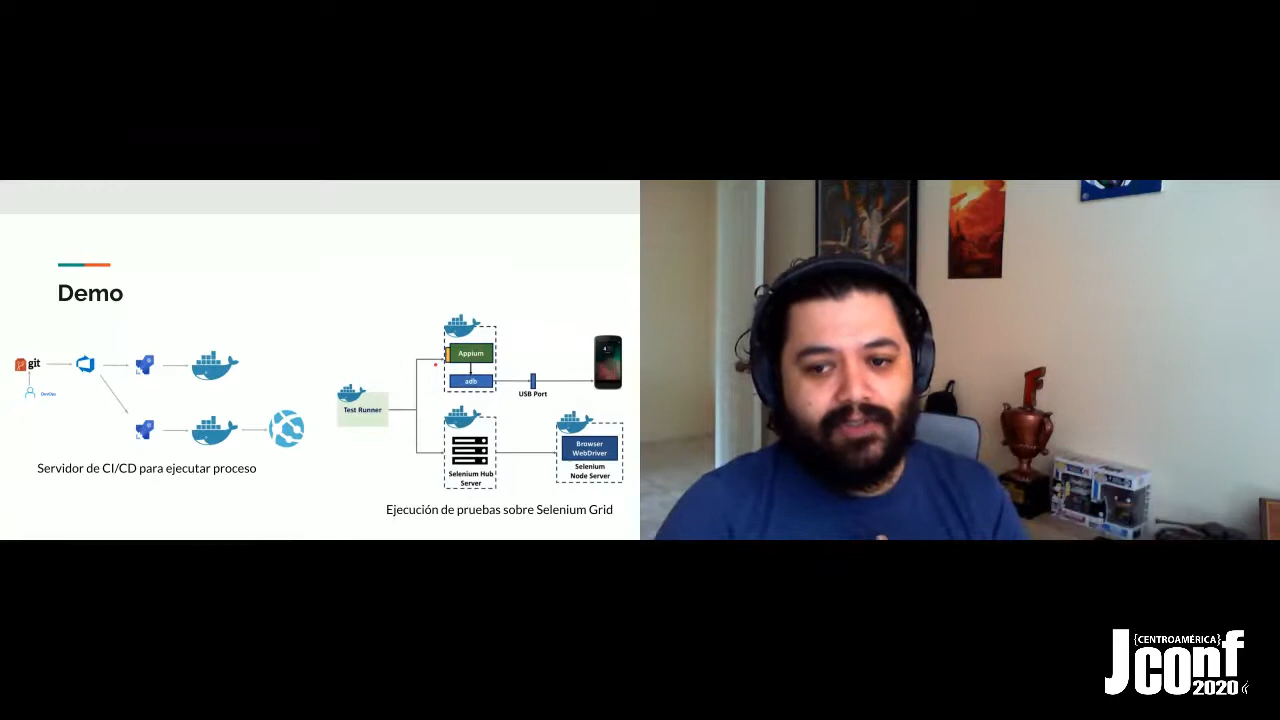 Demo
git
DevOps
Servidor de CI/CD para ejecutar proceso
Test Runner
Appium
adb
USB Port
Selenium Hub
Server
Browser
WebDriver
Selenium
Node Server
Ejecución de pruebas sobre Selenium Grid
{CENTROAMÉRICA}
Jconf
2020